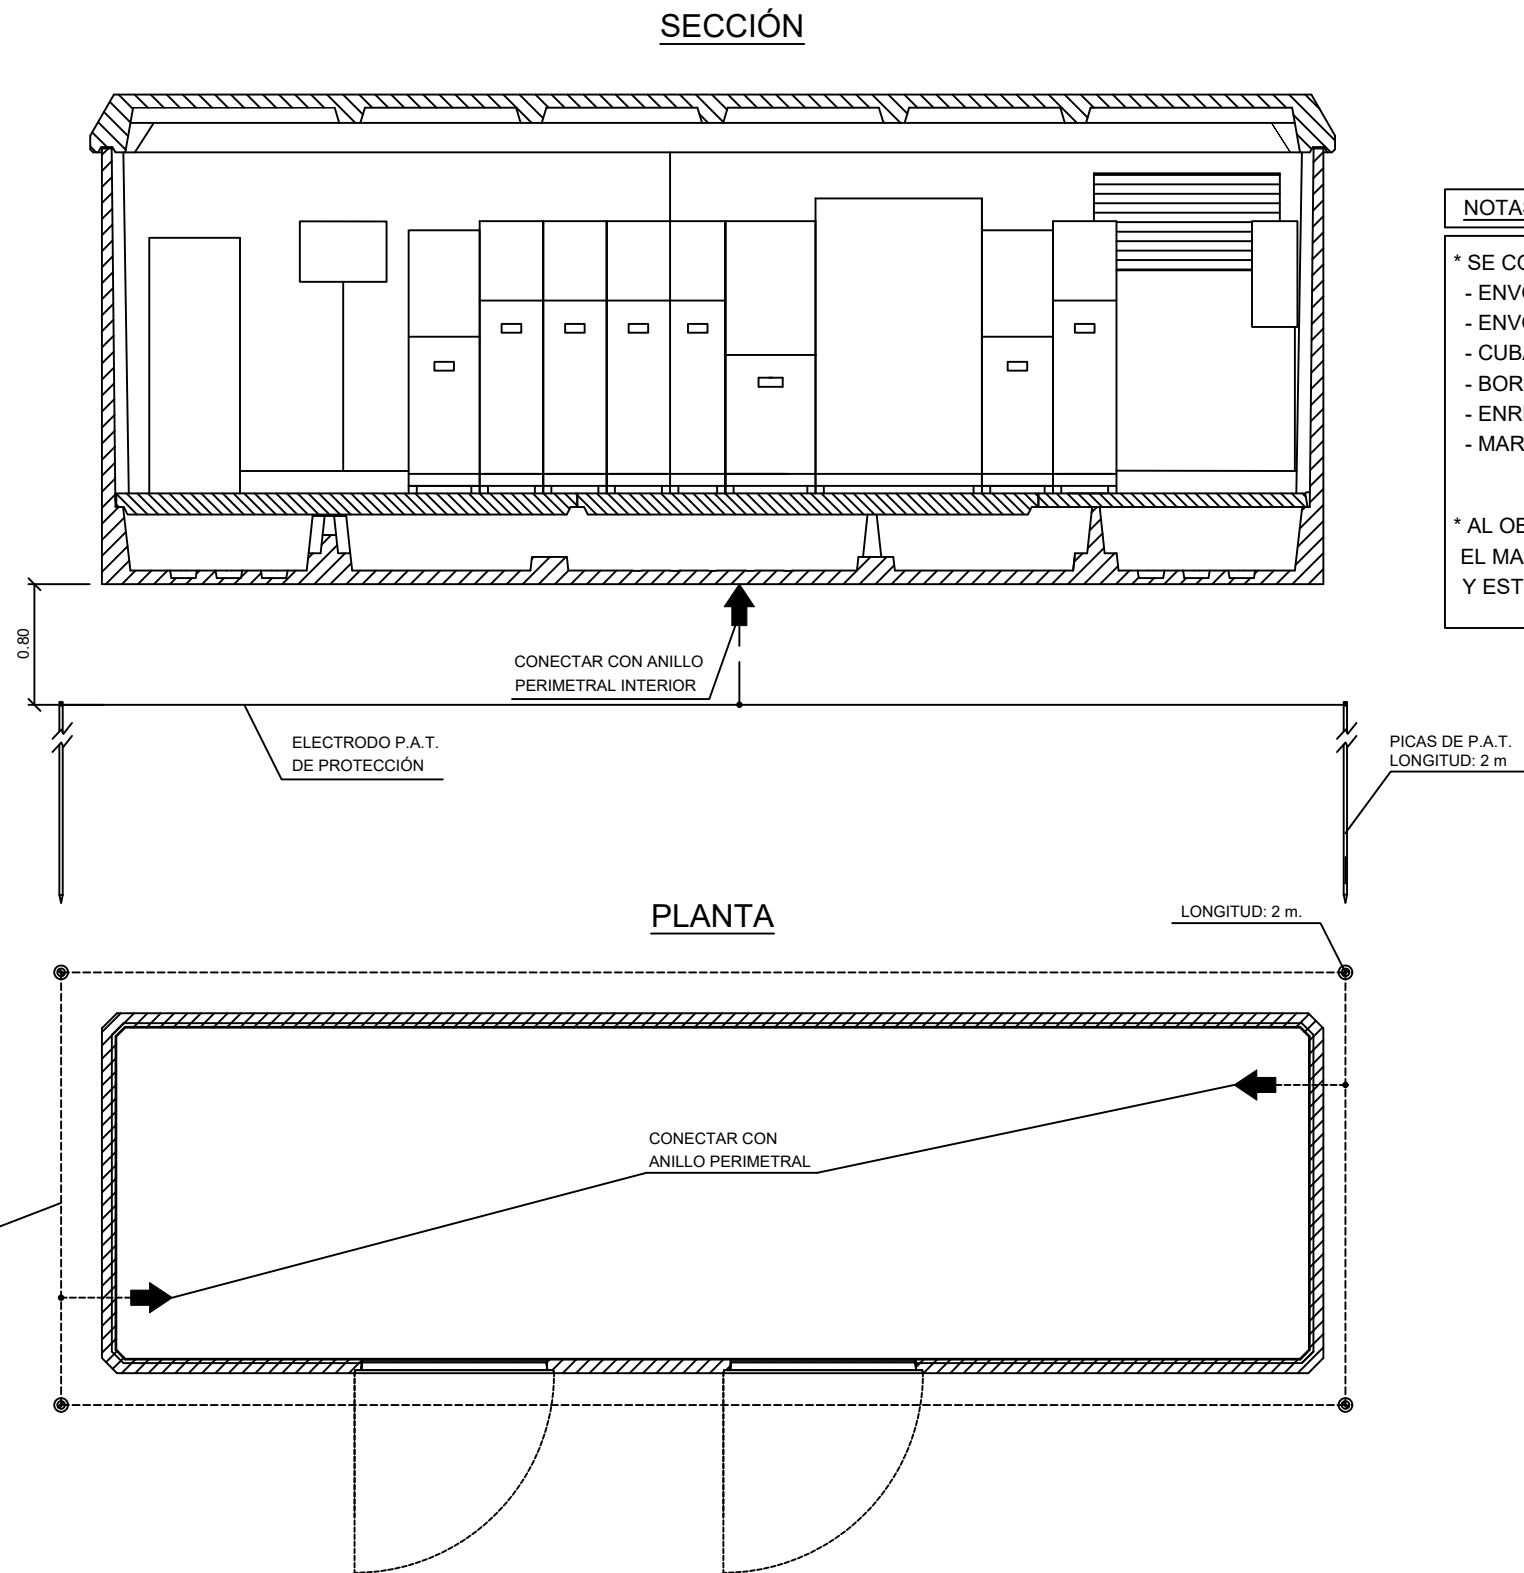 SECCIÓN
NOTAS
* SE CO
- ENVO
- ENVO
- CUBA
- BOR
- ENR
- MAR
* AL OB
EL MA
Y EST
0.80
CONECTAR CON ANILLO
PERIMETRAL INTERIOR
ELECTRODO P.A.T.
DE PROTECCIÓN
PICAS DE P.A.T.
LONGITUD: 2 m
PLANTA
LONGITUD: 2 m.
CONECTAR CON
ANILLO PERIMETRAL